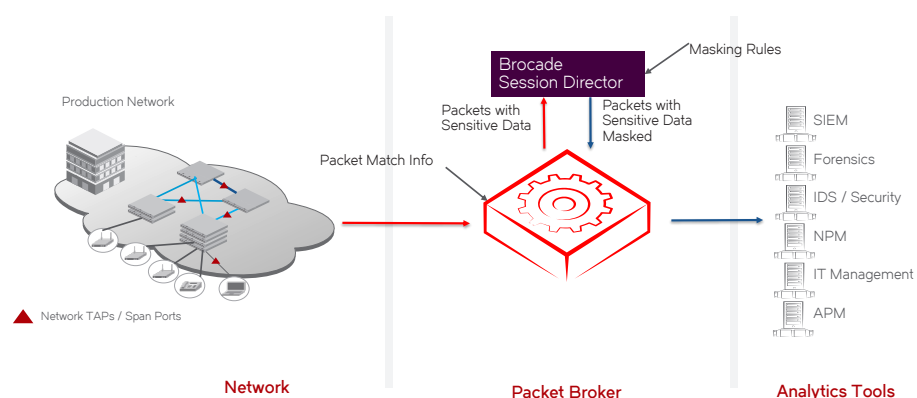 Production Network
Network TAPs / Span Ports
Network
Brocade
Session Director
Masking Rules
Packets with
Sensitive Data
Packets with
Sensitive Data
Masked
Packet Match Info
Packet Broker
SIEM
Forensics
IDS / Security
NPM
IT Management
APM
Analytics Tools